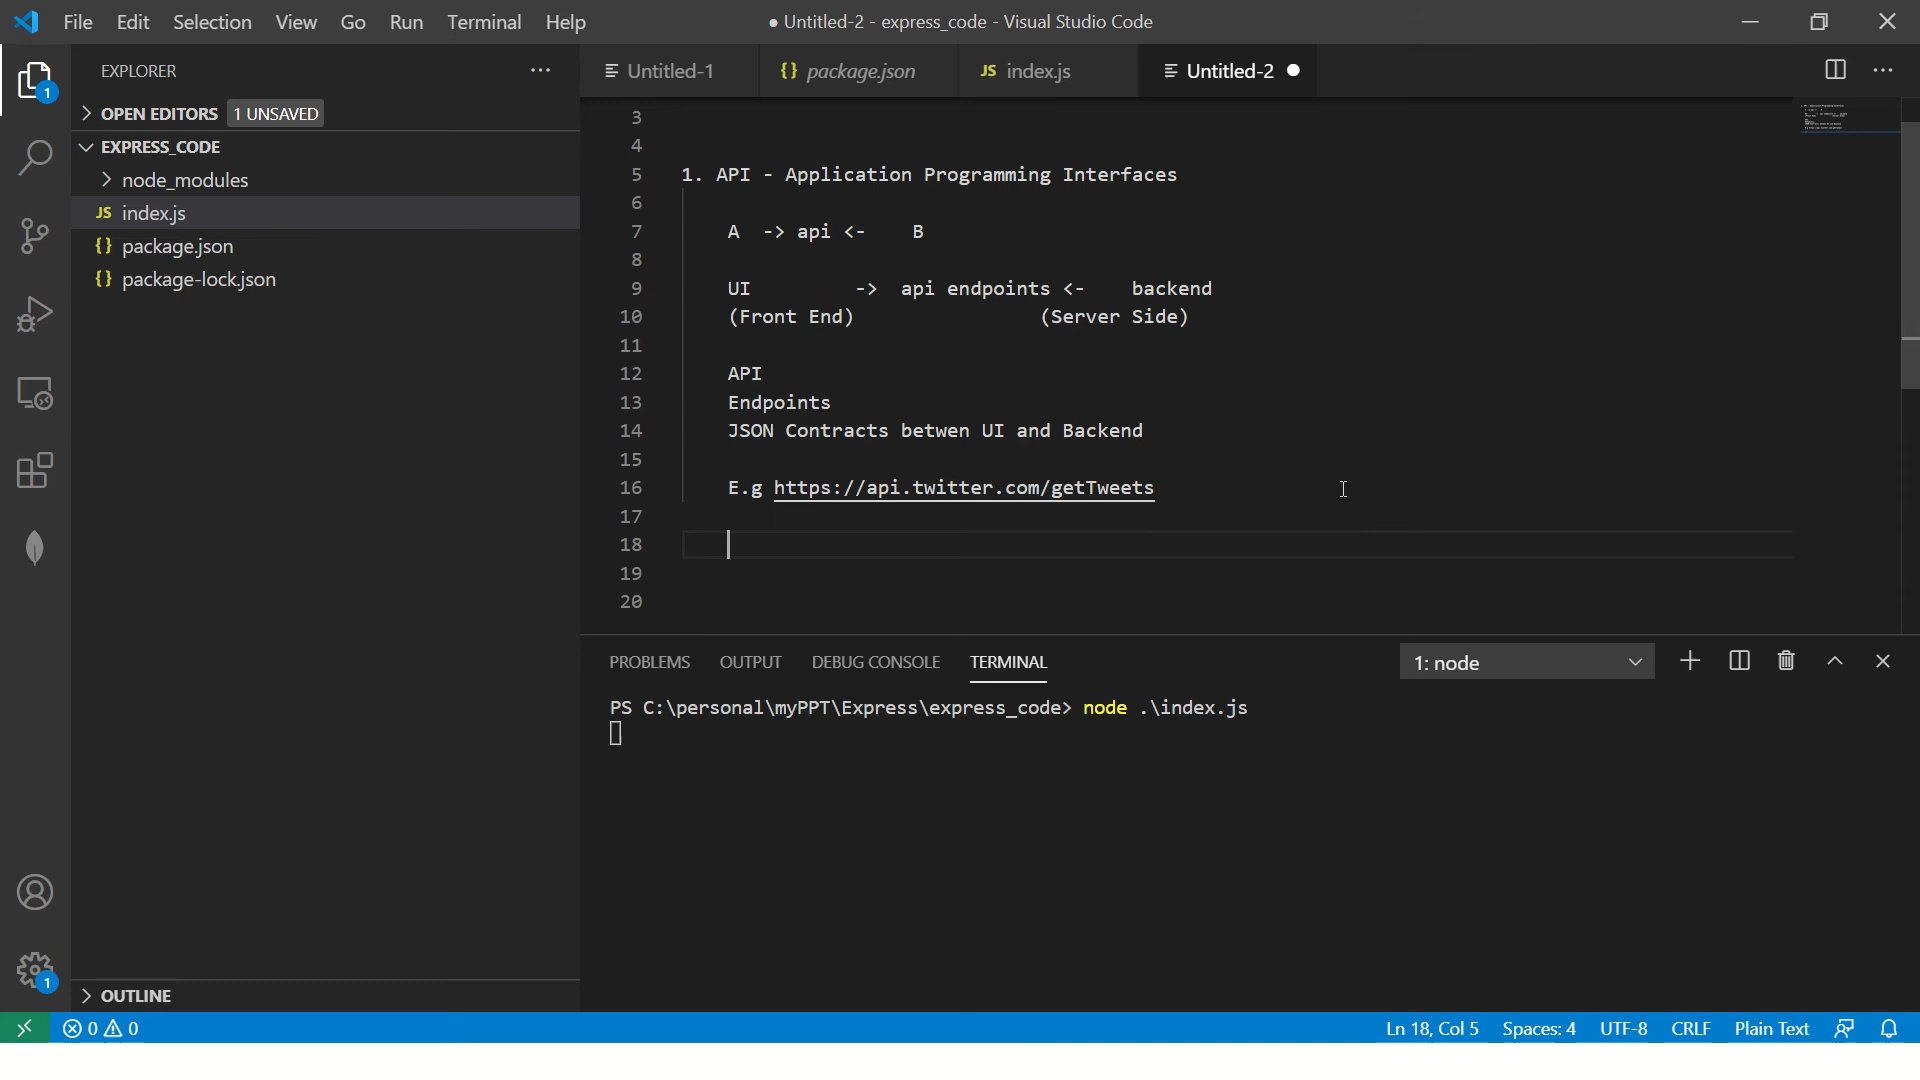 File Edit Selection View Go Run Terminal Help
● Untitled-2 - express_code - Visual Studio Code
EXPLORER
Untitled-1
{} package.json
JS index.js
Untitled-2 ●
1
OPEN EDITORS 1 UNSAVED
EXPRESS_CODE
node_modules
JS index.js
{} package.json
{} package-lock.json
3
4
5 1. API - Application Programming Interfaces
6
7 A -> api <- B
8
9 UI -> api endpoints <- backend
10 (Front End) (Server Side)
11
12 API
13 Endpoints
14 JSON Contracts betwen UI and Backend
15
16 E.g https://api.twitter.com/getTweets
17
18
19
20
PROBLEMS OUTPUT DEBUG CONSOLE TERMINAL
1: node
PS C:\personal\myPPT\Express\express_code> node .\index.js
1
OUTLINE
0 0
Ln 18, Col 5 Spaces: 4 UTF-8 CRLF Plain Text